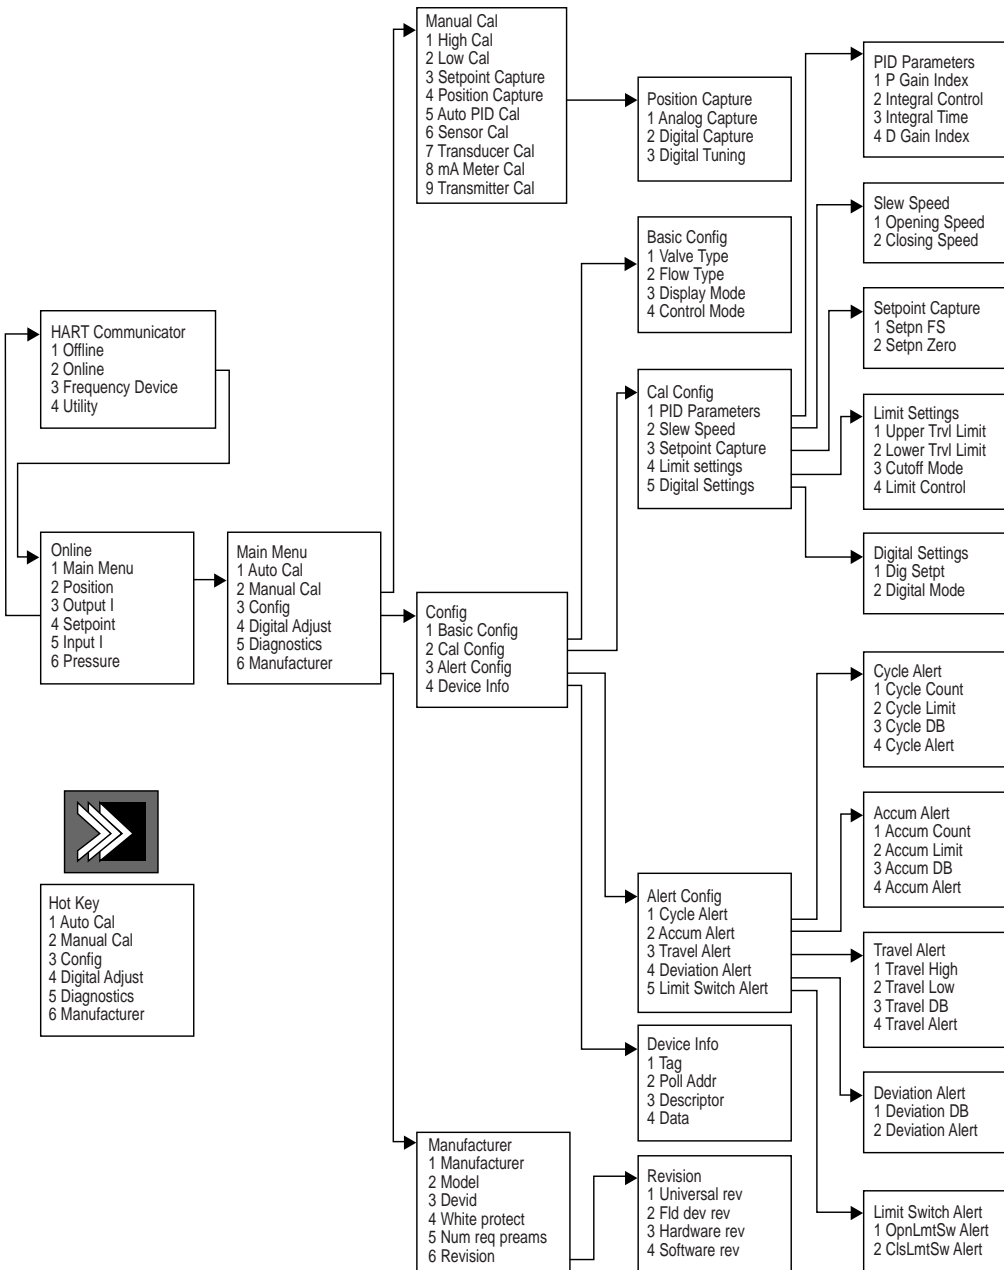 Manual Cal
1 High Cal
2 Low Cal
3 Setpoint Capture
4 Position Capture
5 Auto PID Cal
6 Sensor Cal
7 Transducer Cal
8 mA Meter Cal
9 Transmitter Cal
Position Capture
1 Analog Capture
2 Digital Capture
3 Digital Tuning
PID Parameters
1 P Gain Index
2 Integral Control
3 Integral Time
4 D Gain Index
Slew Speed
1 Opening Speed
2 Closing Speed
Basic Config
1 Valve Type
2 Flow Type
3 Display Mode
4 Control Mode
Setpoint Capture
1 Setpn FS
2 Setpn Zero
HART Communicator
1 Offline
2 Online
3 Frequency Device
4 Utility
Cal Config
1 PID Parameters
2 Slew Speed
3 Setpoint Capture
4 Limit settings
5 Digital Settings
Limit Settings
1 Upper Trvl Limit
2 Lower Trvl Limit
3 Cutoff Mode
4 Limit Control
Online
1 Main Menu
2 Position
3 Output I
4 Setpoint
5 Input I
6 Pressure
Main Menu
1 Auto Cal
2 Manual Cal
3 Config
4 Digital Adjust
5 Diagnostics
6 Manufacturer
Config
1 Basic Config
2 Cal Config
3 Alert Config
4 Device Info
Digital Settings
1 Dig Setpt
2 Digital Mode
Cycle Alert
1 Cycle Count
2 Cycle Limit
3 Cycle DB
4 Cycle Alert
Accum Alert
1 Accum Count
2 Accum Limit
3 Accum DB
4 Accum Alert
Hot Key
1 Auto Cal
2 Manual Cal
3 Config
4 Digital Adjust
5 Diagnostics
6 Manufacturer
Alert Config
1 Cycle Alert
2 Accum Alert
3 Travel Alert
4 Deviation Alert
5 Limit Switch Alert
Travel Alert
1 Travel High
2 Travel Low
3 Travel DB
4 Travel Alert
Device Info
1 Tag
2 Poll Addr
3 Descriptor
4 Data
Deviation Alert
1 Deviation DB
2 Deviation Alert
Manufacturer
1 Manufacturer
2 Model
3 Devid
4 White protect
5 Num req preams
6 Revision
Revision
1 Universal rev
2 Fld dev rev
3 Hardware rev
4 Software rev
Limit Switch Alert
1 OpnLmtSw Alert
2 ClsLmtSw Alert